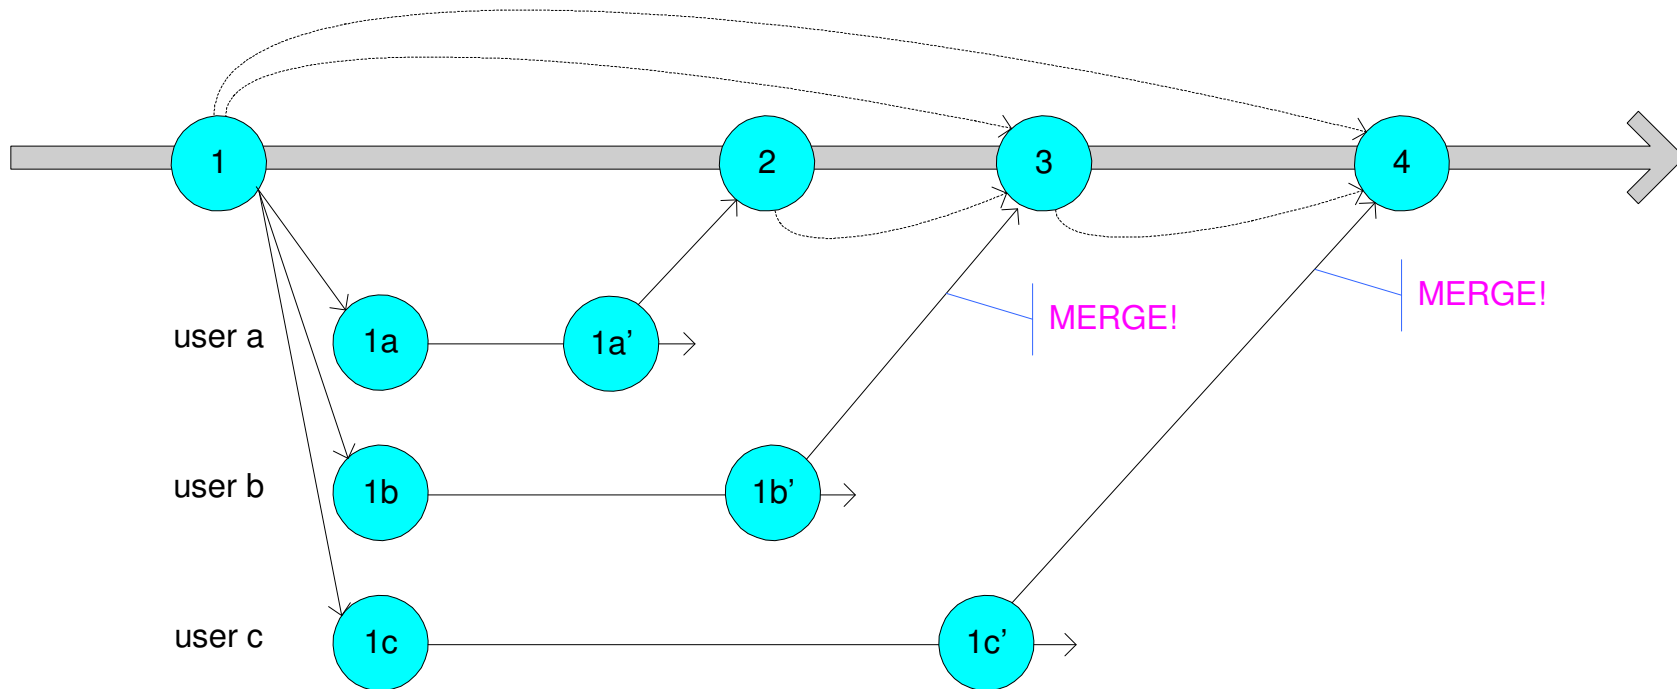 1
2
3
4
MERGE!
MERGE!
user a
1a
1a’
user b
1b
1b’
user c
1c
1c’